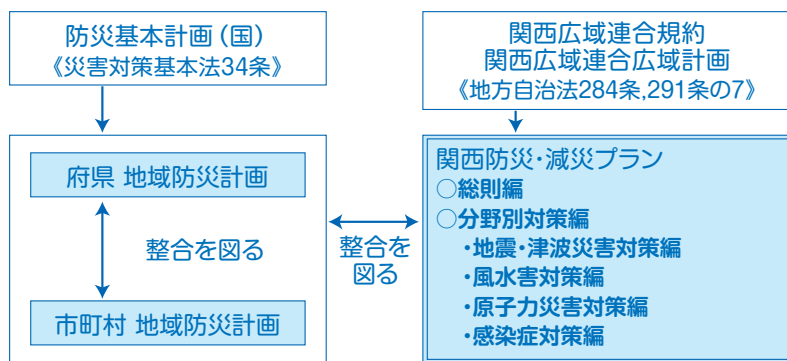 防災基本計画（国）
《災害対策基本法34条》
府県 地域防災計画
整合を図る
市町村 地域防災計画
整合を
図る
関西広域連合規約
関西広域連合広域計画
《地方自治法284条,291条の7》
関西防災・減災プラン
○総則編
○分野別対策編
・地震・津波災害対策編
・風水害対策編
・原子力災害対策編
・感染症対策編